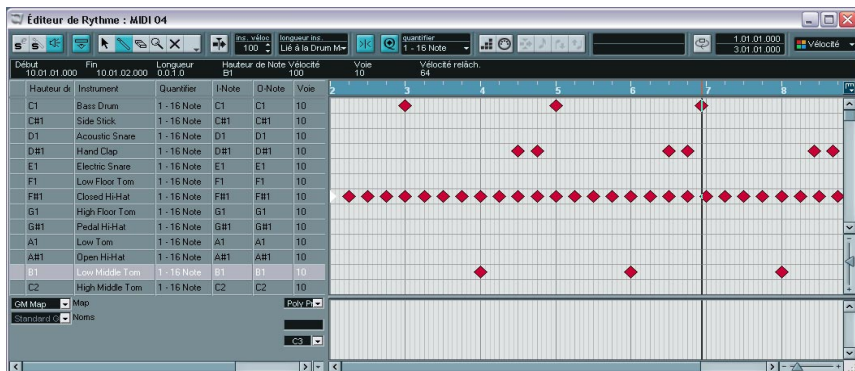 Éditeur de Rythme : MIDI 04
ins. véloc longueur ins. quantifier
100 Lié à la Drum M 1 - 16 Note 1.01.01.000 3.01.01.000 Vélocité
Début Fin Longueur Hauteur de Note Vélocité Voie Vélocité relâch.
10.01.01.000 10.01.02.000 0.0.1.0 B1 100 10 64
Hauteur de Instrument Quantifier I-Note O-Note Voie 2 3 4 5 6 7 8
C1 Bass Drum 1 - 16 Note C1 C1 10
C#1 Side Stick 1 - 16 Note C#1 C#1 10
D1 Acoustic Snare 1 - 16 Note D1 D1 10
D#1 Hand Clap 1 - 16 Note D#1 D#1 10
E1 Electric Snare 1 - 16 Note E1 E1 10
F1 Low Floor Tom 1 - 16 Note F1 F1 10
F#1 Closed Hi-Hat 1 - 16 Note F#1 F#1 10
G1 High Floor Tom 1 - 16 Note G1 G1 10
G#1 Pedal Hi-Hat 1 - 16 Note G#1 G#1 10
A1 Low Tom 1 - 16 Note A1 A1 10
A#1 Open Hi-Hat 1 - 16 Note A#1 A#1 10
B1 Low Middle Tom 1 - 16 Note B1 B1 10
C2 High Middle Tom 1 - 16 Note C2 C2 10
GM Map Map Poly Pr
Standard Noms
C3